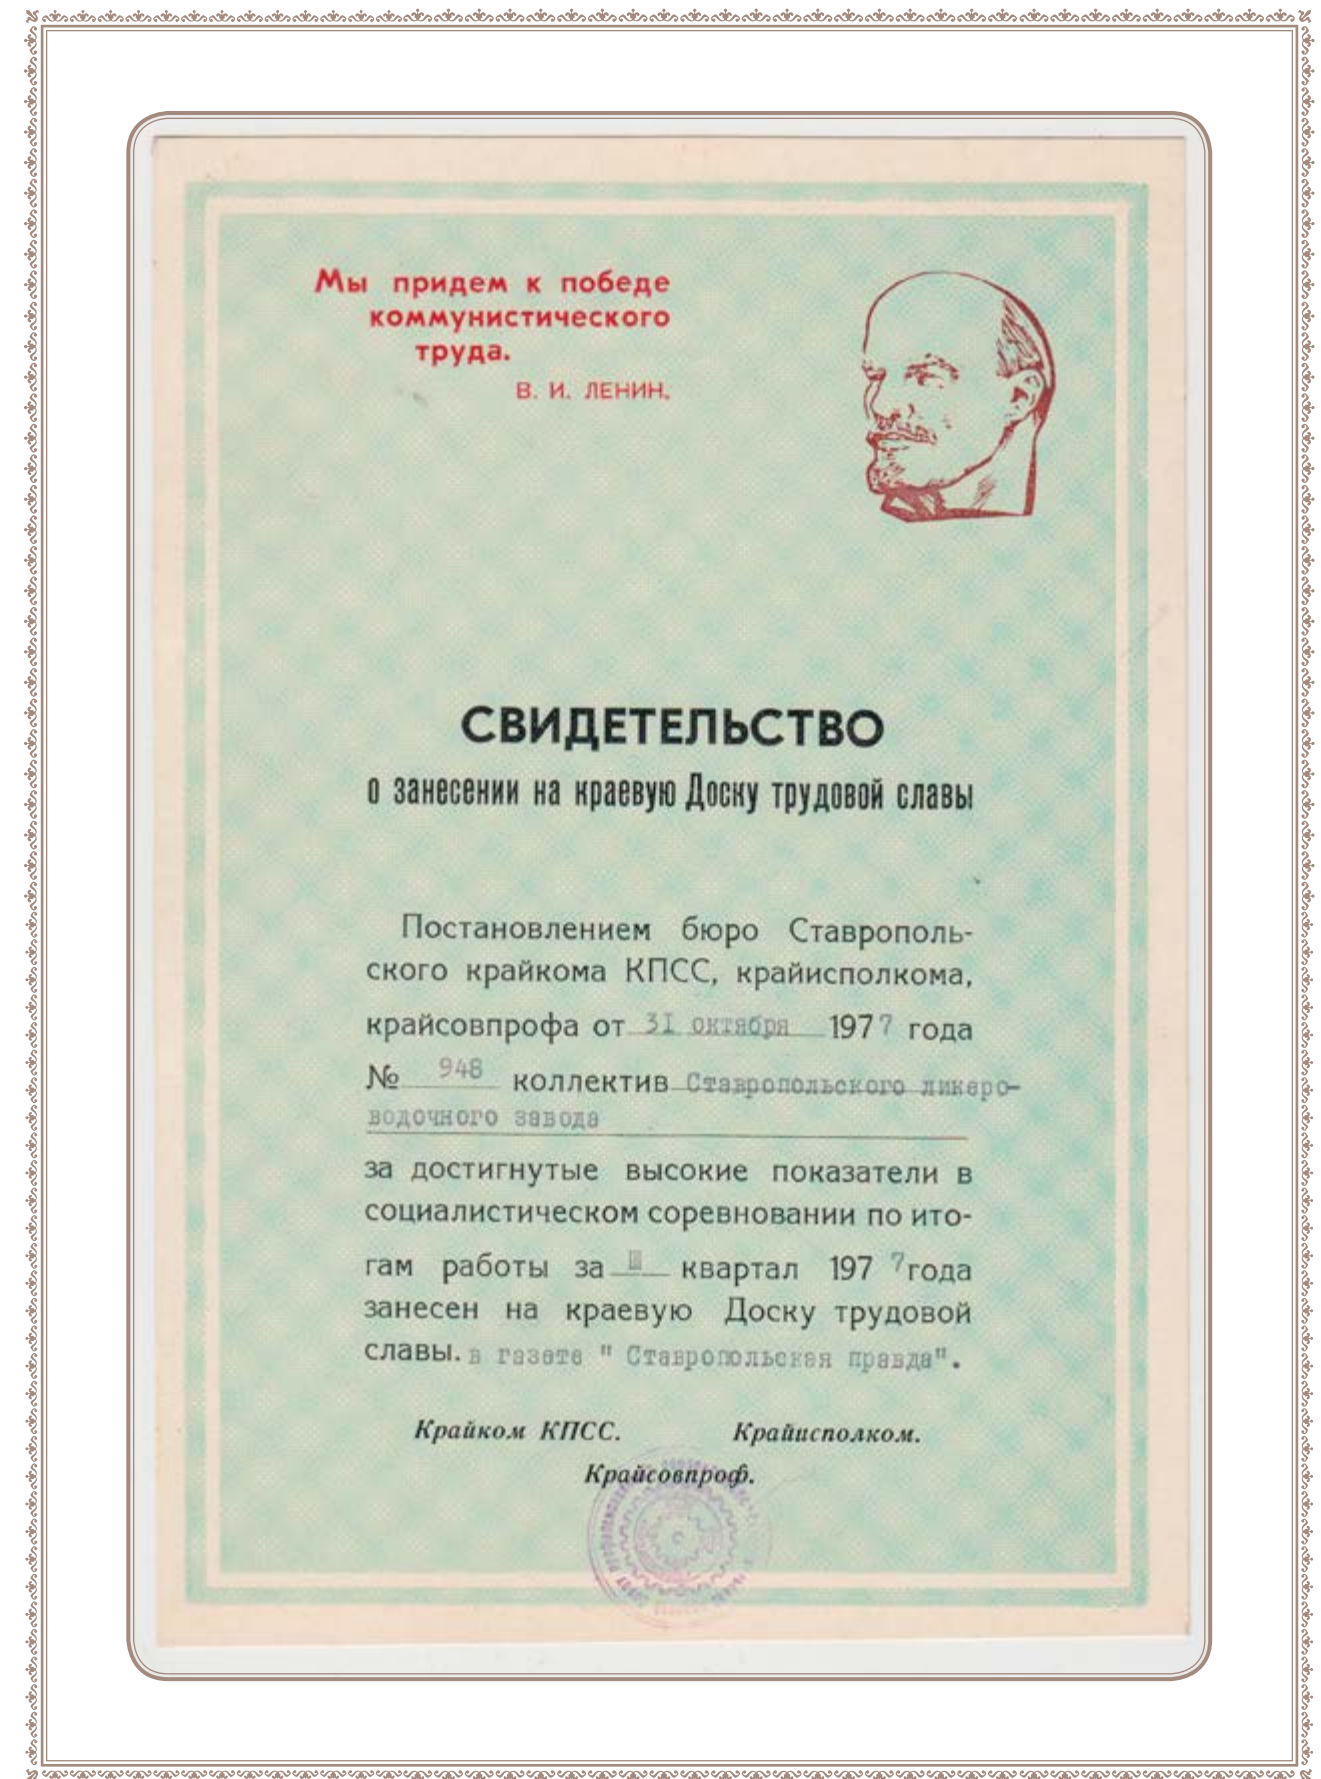 Мы придем к победе
коммунистического
труда.
В. И. ЛЕНИН.
СВИДЕТЕЛЬСТВО
о занесении на краевую Доску трудовой славы
Постановлением бюро Ставрополь-
ского крайкома КПСС, крайисполкома,
крайсовпрофа от 31 октября 1977 года
№ 948 коллектив Ставропольского ликеро-
водочного завода
за достигнутые высокие показатели в
социалистическом соревновании по ито-
гам работы за III квартал 197 7 года
занесен на краевую Доску трудовой
славы. в газете " Ставропольская правда".
Крайком КПСС. Крайисполком.
Крайсовпроф.